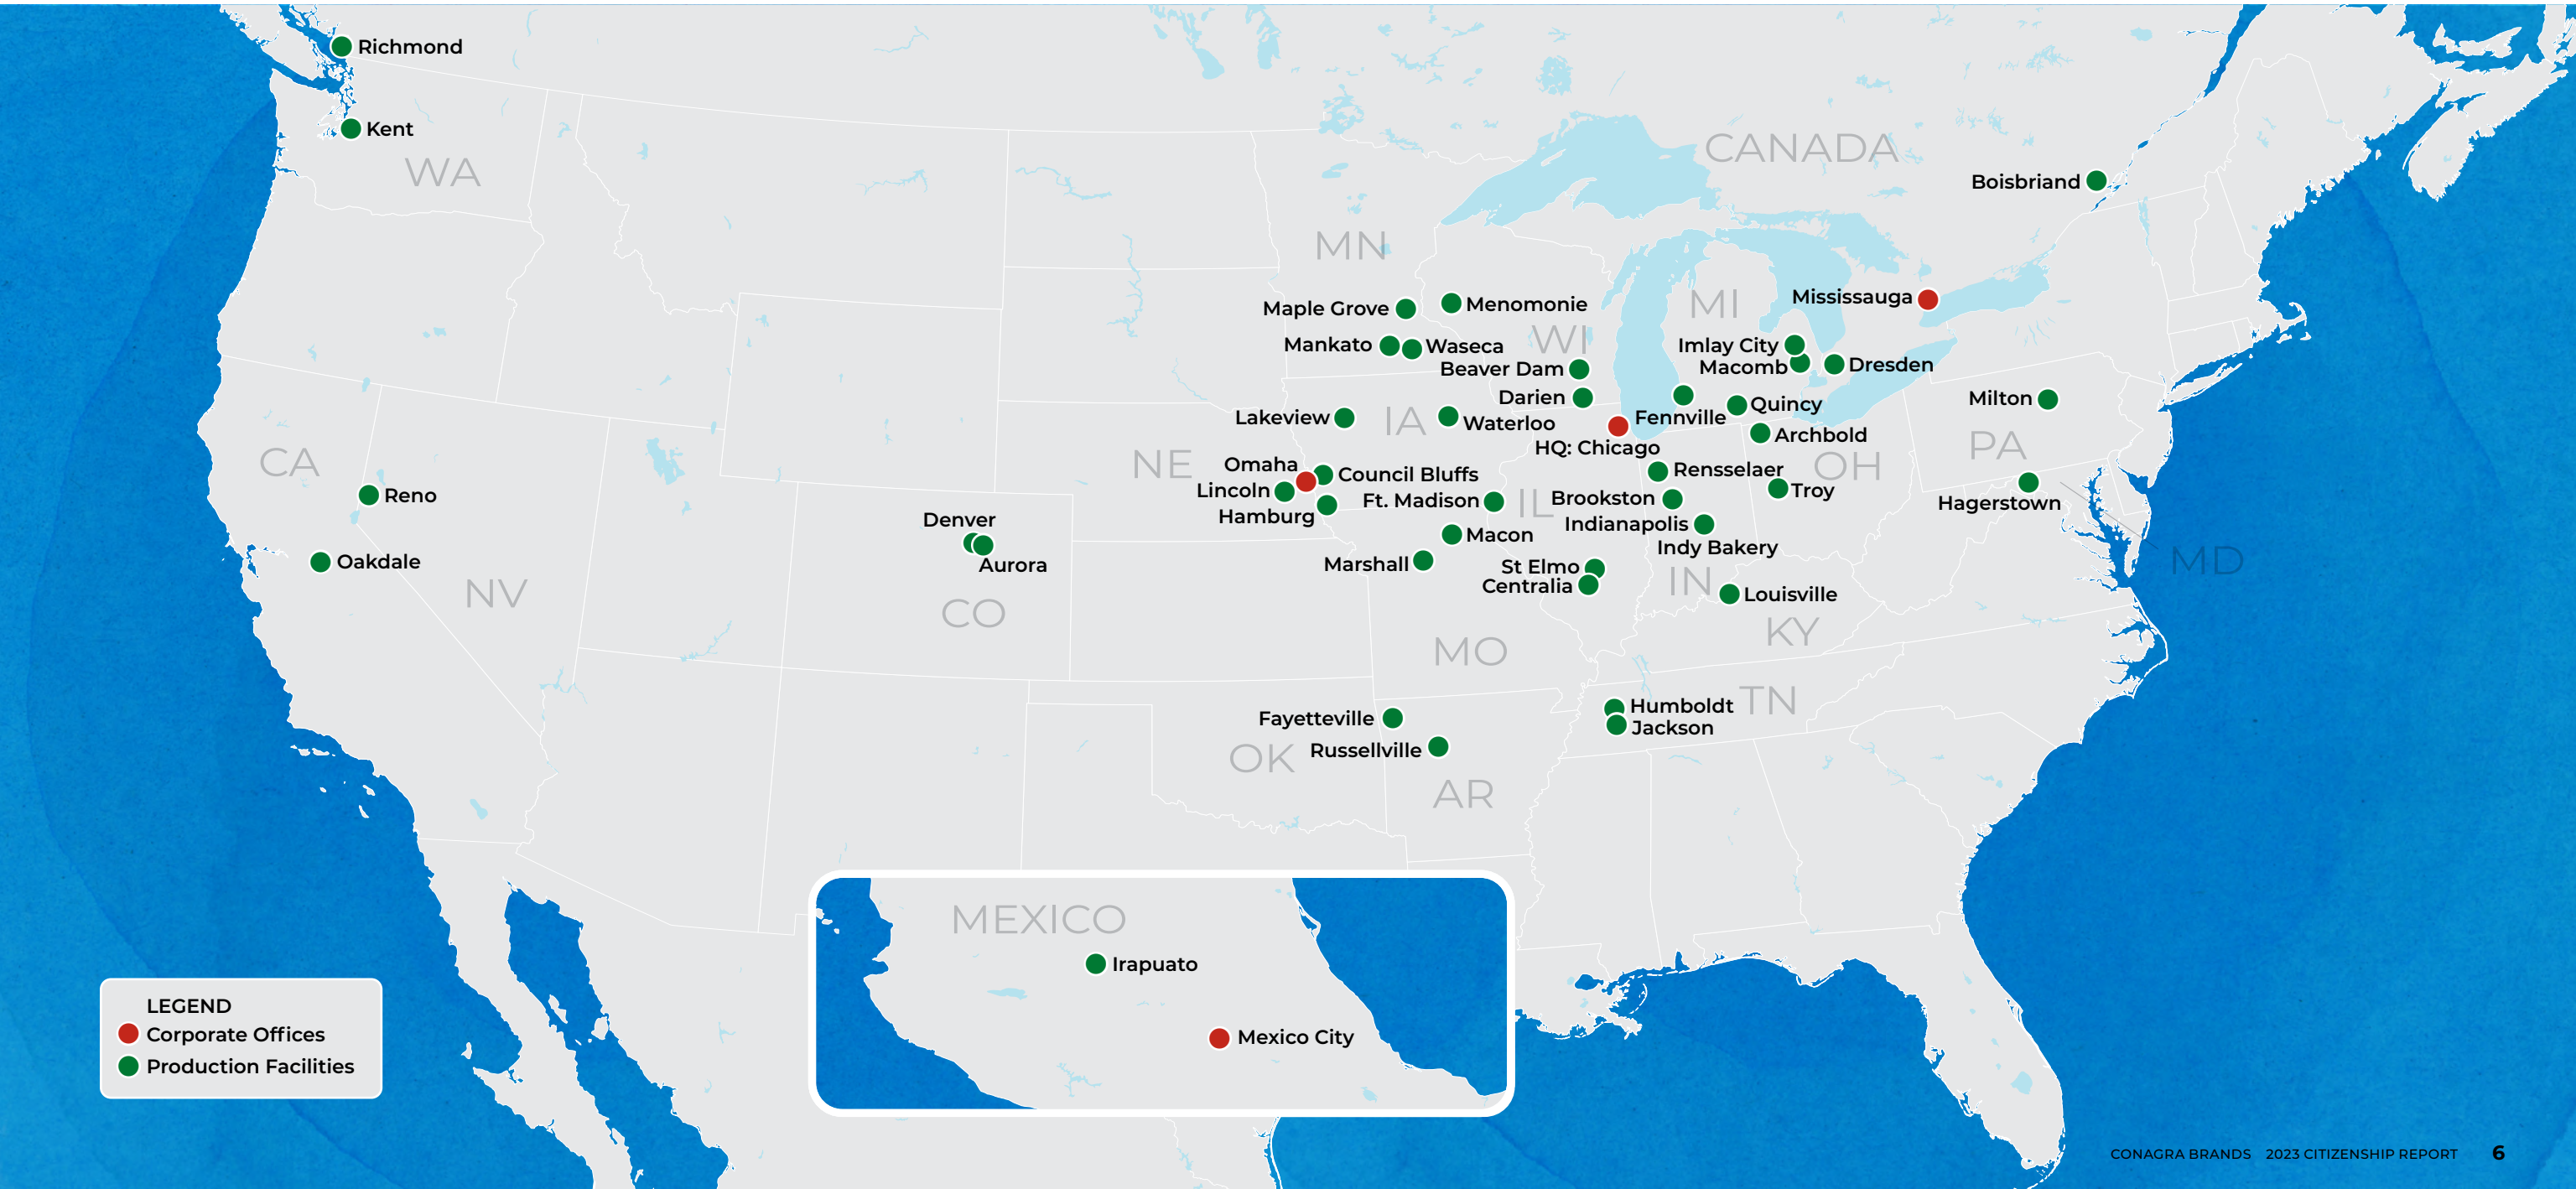 Richmond
Kent
WA
CANADA
Boisbriand
MN
Maple Grove
Menomonie
MI
Mississauga
Mankato
Waseca
WI
Imlay City
Beaver Dam
Macomb
Dresden
Darien
Fennville
Quincy
Milton
Lakeview
IA
Waterloo
HQ: Chicago
Archbold
PA
CA
NE
Omaha
Council Bluffs
Rensselaer
OH
Reno
Lincoln
Ft. Madison
IL
Brookston
Troy
Hagerstown
Hamburg
Denver
Indianapolis
Macon
Indy Bakery
Oakdale
Aurora
Marshall
St Elmo
Centralia
MD
NV
CO
IN
Louisville
MO
KY
Humboldt
TN
Fayetteville
Jackson
OK
Russellville
AR
MEXICO
Irapuato
Mexico City
LEGEND
Corporate Offices
Production Facilities
CONAGRA BRANDS 2023 CITIZENSHIP REPORT 6